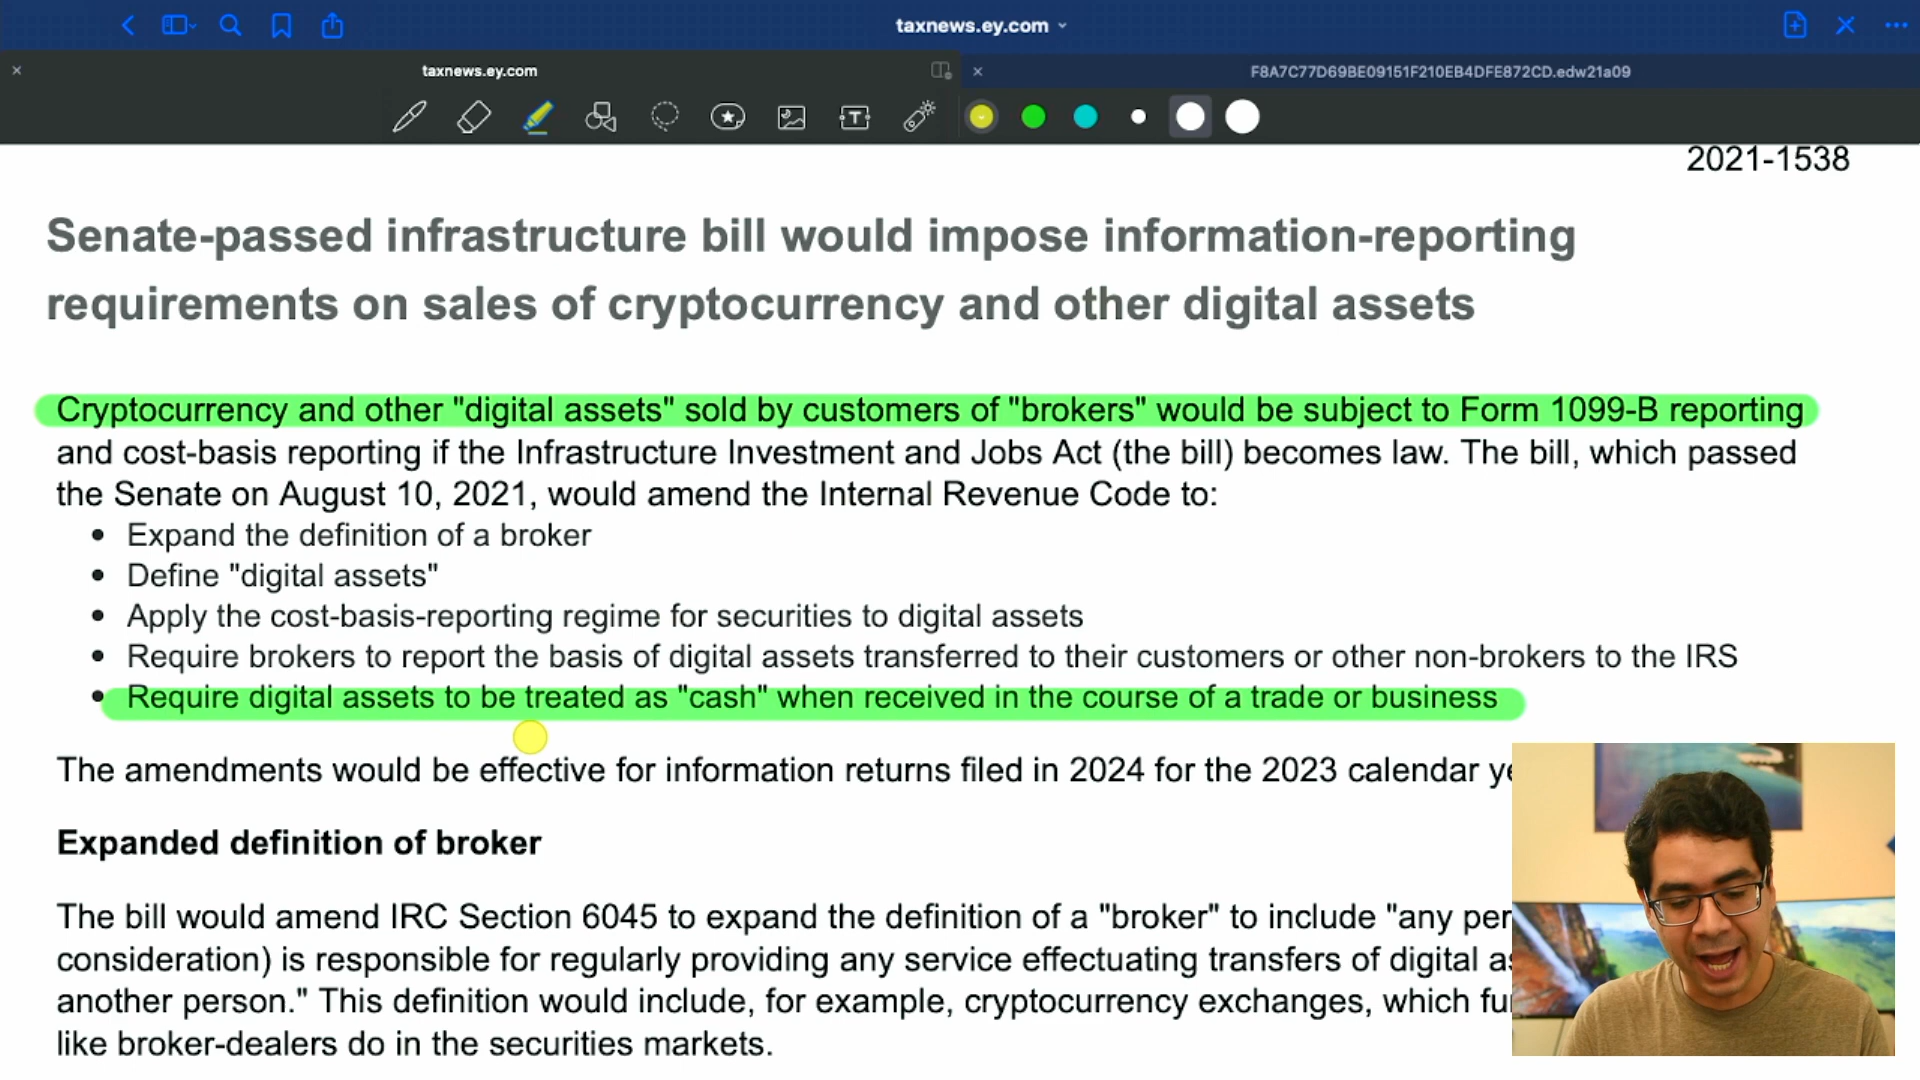 taxnews.ey.com
taxnews.ey.com
F8A7C77D69BE09151F210EB4DFE872CD.edw21a09
T
2021-1538
Senate-passed infrastructure bill would impose information-reporting
requirements on sales of cryptocurrency and other digital assets
Cryptocurrency and other "digital assets" sold by customers of "brokers" would be subject to Form 1099-B reporting
and cost-basis reporting if the Infrastructure Investment and Jobs Act (the bill) becomes law. The bill, which passed
the Senate on August 10, 2021, would amend the Internal Revenue Code to:
• Expand the definition of a broker
• Define "digital assets"
• Apply the cost-basis-reporting regime for securities to digital assets
• Require brokers to report the basis of digital assets transferred to their customers or other non-brokers to the IRS
• Require digital assets to be treated as "cash" when received in the course of a trade or business
The amendments would be effective for information returns filed in 2024 for the 2023 calendar
Expanded definition of broker
The bill would amend IRC Section 6045 to expand the definition of a "broker" to include "any
consideration) is responsible for regularly providing any service effectuating transfers of digital
another person." This definition would include, for example, cryptocurrency exchanges, which
like broker-dealers do in the securities markets.